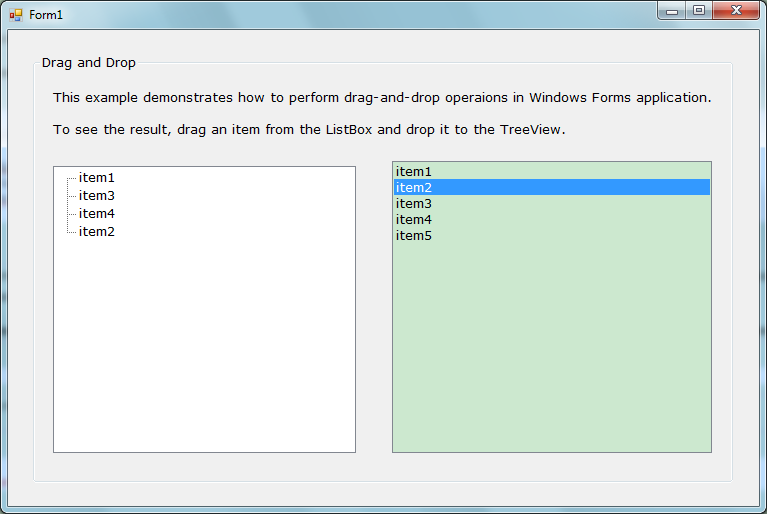 Form1
Drag and Drop
This example demonstrates how to perform drag-and-drop operaions in Windows Forms application.
To see the result, drag an item from the ListBox and drop it to the TreeView.
item1
item3
item4
item2
item1
item2
item3
item4
item5